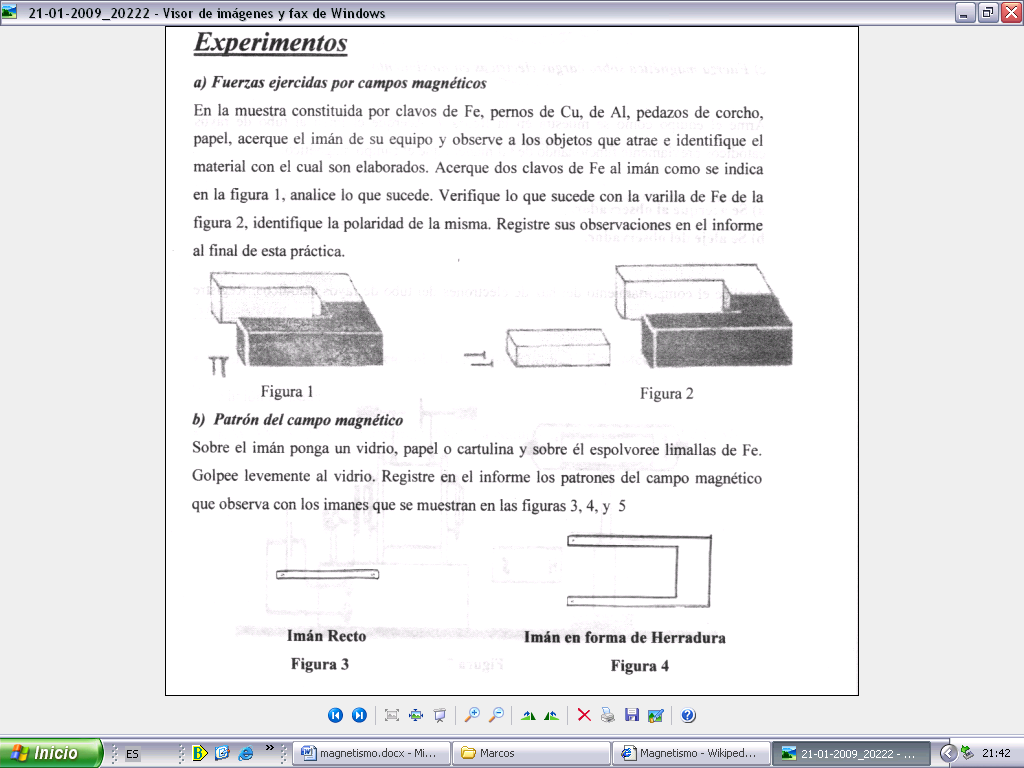 21-01-2009_20222 - Visor de imágenes y fax de Windows
Experimentos
a) Fuerzas ejercidas por campos magnéticos
En la muestra constituida por clavos de Fe, pernos de Cu, de Al, pedazos de corcho,
papel, acerque el imán de su equipo y observe a los objetos que atrae e identifique el
material con el cual son elaborados. Acerque dos clavos de Fe al imán como se indica
en la figura 1, analice lo que sucede. Verifique lo que sucede con la varilla de Fe de la
figura 2, identifique la polaridad de la misma. Registre sus observaciones en el informe
al final de esta práctica.
Figura 1
Figura 2
b) Patrón del campo magnético
Sobre el imán ponga un vidrio, papel o cartulina y sobre él espolvoree limallas de Fe.
Golpee levemente al vidrio. Registre en el informe los patrones del campo magnético
que observa con los imanes que se muestran en las figuras 3, 4, y 5
Imán Recto
Imán en forma de Herradura
Figura 3
Figura 4
Inicio
ES
magnetismo.docx - Mi...
Marcos
Magnetismo - Wikiped...
21-01-2009_20222 - ...
21:42